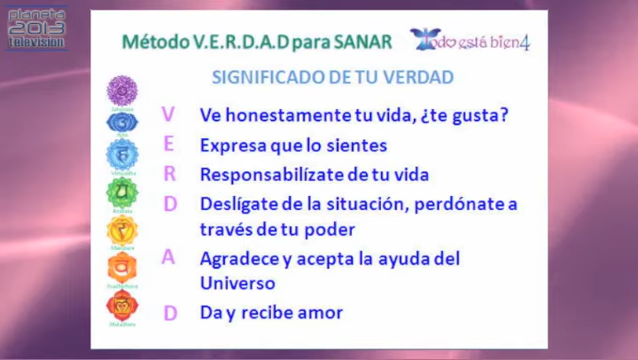 planeta
2013
televisión
Método V.E.R.D.A.D para SANAR
Todo está bien4
SIGNIFICADO DE TU VERDAD
V Ve honestamente tu vida, ¿te gusta?
E Expresa que lo sientes
R Responsabilízate de tu vida
D Deslígate de la situación, perdónate a
través de tu poder
A Agradece y acepta la ayuda del
Universo
D Da y recibe amor